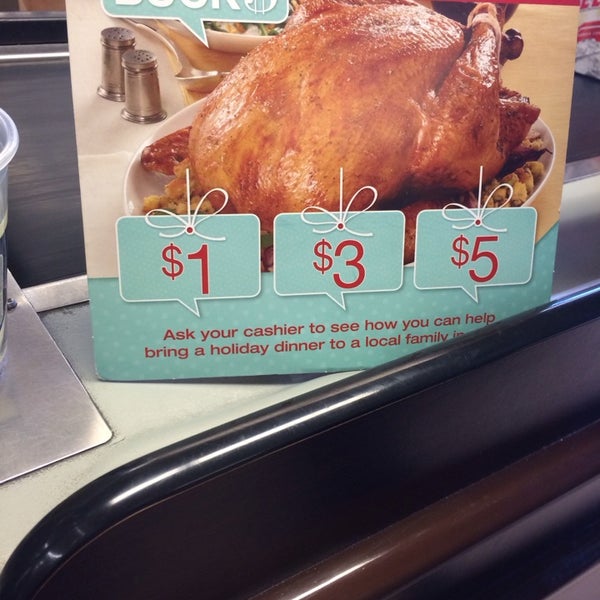 $1
$3
$5
Ask your cashier to see how you can help
bring a holiday dinner to a local family